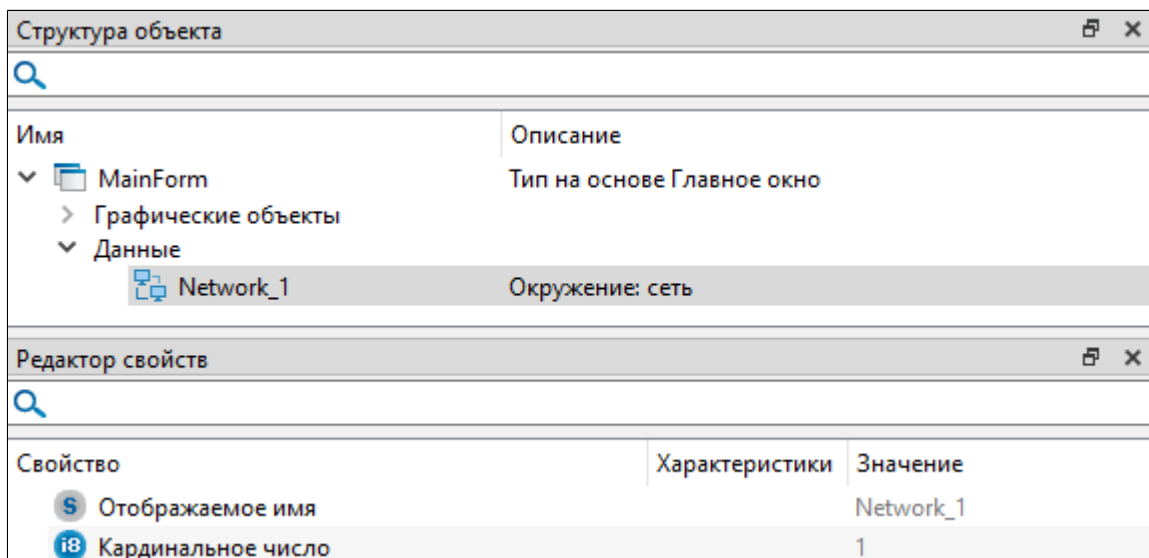 Структура объекта
Имя Описание
MainForm Тип на основе Главное окно
Графические объекты
Данные
Network_1 Окружение: сеть
Редактор свойств
Свойство Характеристики Значение
S Отображаемое имя Network_1
i8 Кардинальное число 1